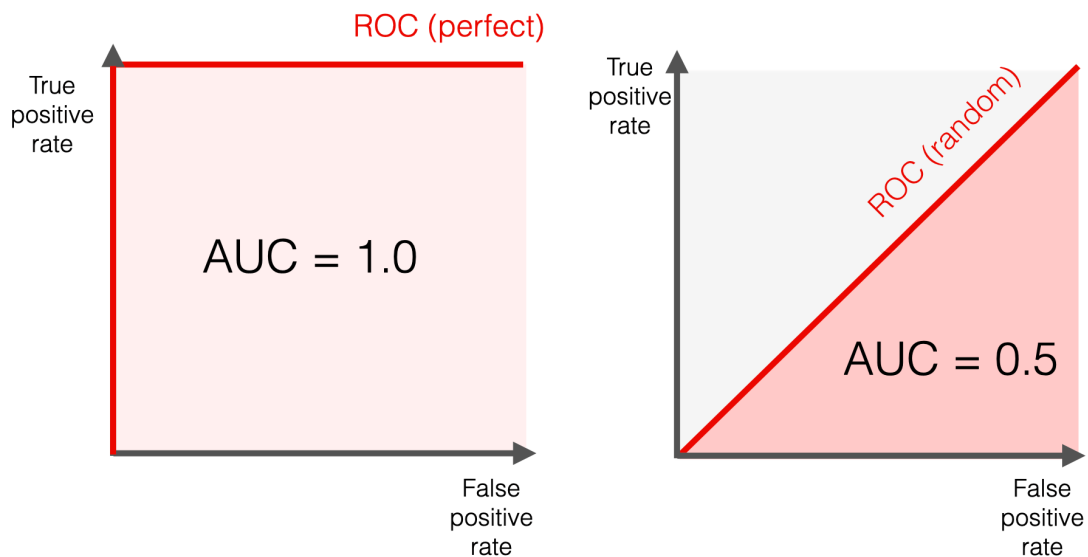 ROC (perfect)
True
positive
rate
AUC = 1.0
False
positive
rate
True
positive
rate
ROC (random)
AUC = 0.5
False
positive
rate